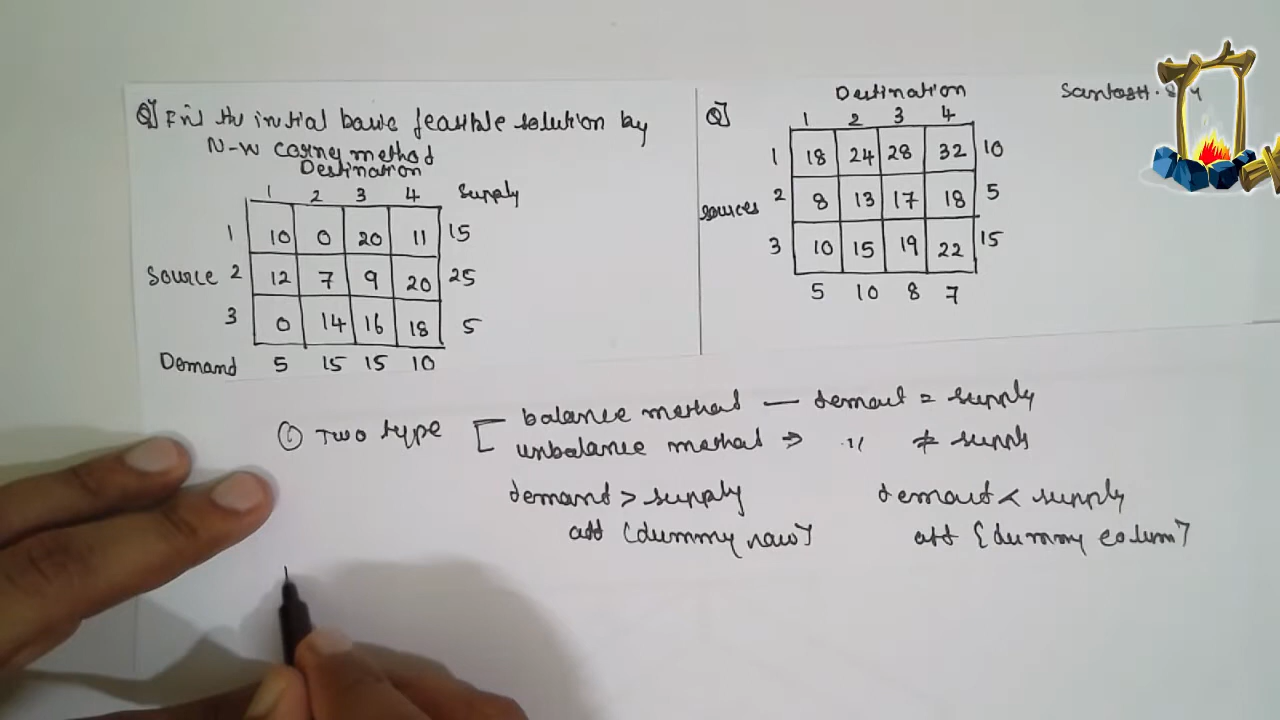 Q] Find the initial basic feasible solution by
N-W corney method
Destination
1 2 3 4 Supply
1 10 0 20 11 15
Source 2 12 7 9 20 25
3 0 14 16 18 5
Demand 5 15 15 10
Q] Destination
1 2 3 4
1 18 24 28 32 10
Sources 2 8 13 17 18 5
3 10 15 19 22 15
5 10 8 7
Santosh.
① Two type [ balance method — demand = supply
unbalance method ⇒ ·11 ≠ supply
demand > supply demand < supply
add {dummy row} add {dummy column}